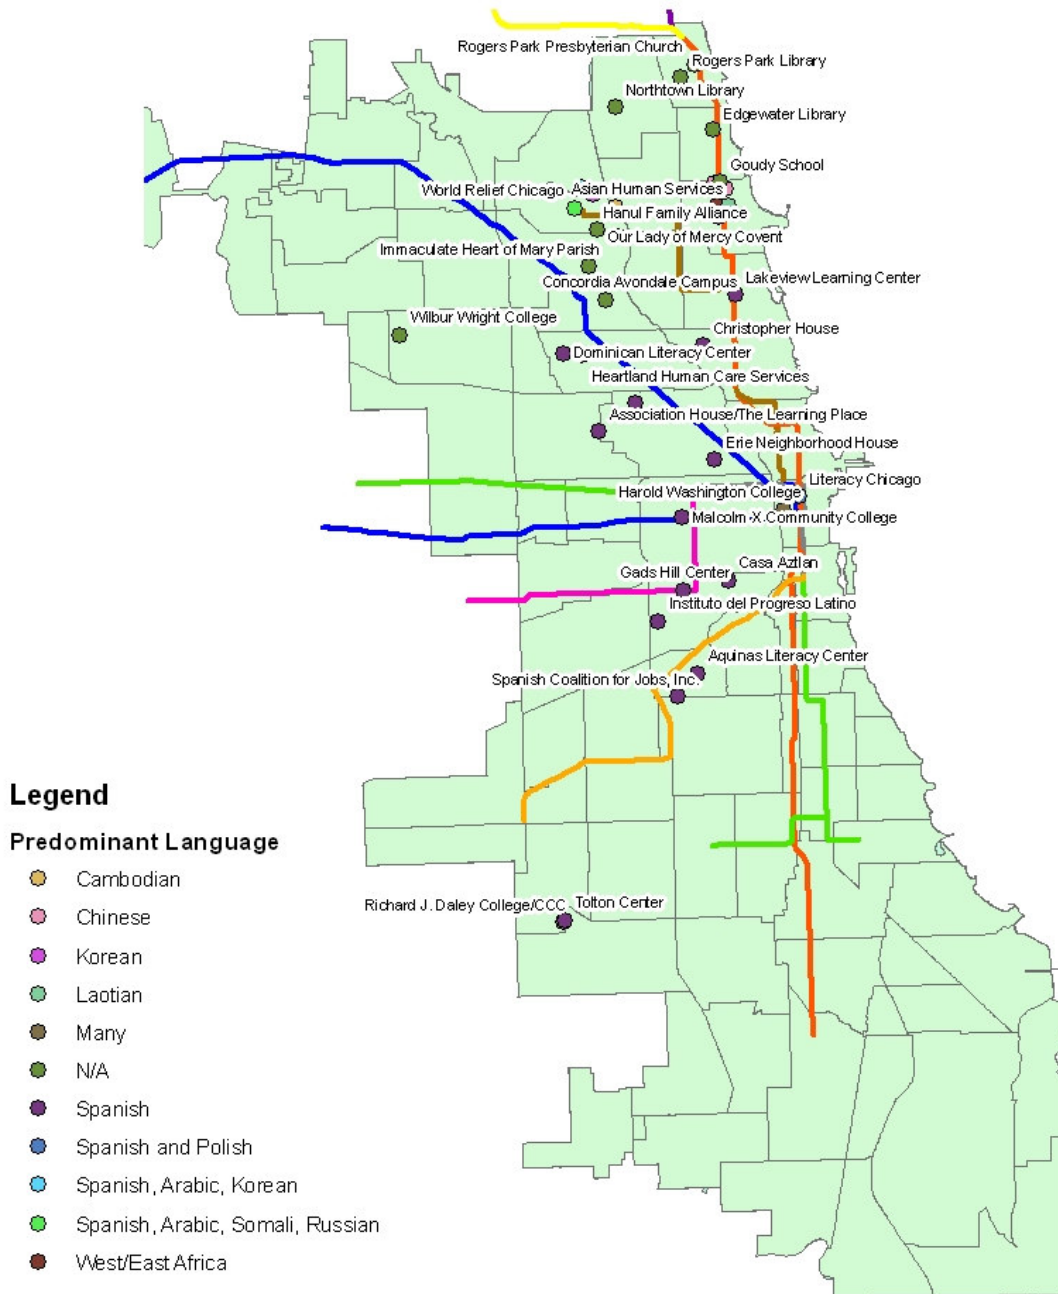 Rogers Park Presbyterian Church
Rogers Park Library
Northtown Library
Edgewater Library
Goudy School
World Relief Chicago
Asian Human Services
Hanul Family Alliance
Our Lady of Mercy Covent
Immaculate Heart of Mary Parish
Lakeview Learning Center
Concordia Avondale Campus
Wilbur Wright College
Christopher House
Dominican Literacy Center
Heartland Human Care Services
Association House/The Learning Place
Erie Neighborhood House
Literacy Chicago
Harold Washington College
Malcolm X Community College
Casa Aztlan
Gads Hill Center
Instituto del Progreso Latino
Aquinas Literacy Center
Spanish Coalition for Jobs, Inc.
Richard J. Daley College/CCC
Totton Center
Legend
Predominant Language
Cambodian
Chinese
Korean
Laotian
Many
N/A
Spanish
Spanish and Polish
Spanish, Arabic, Korean
Spanish, Arabic, Somali, Russian
West/East Africa